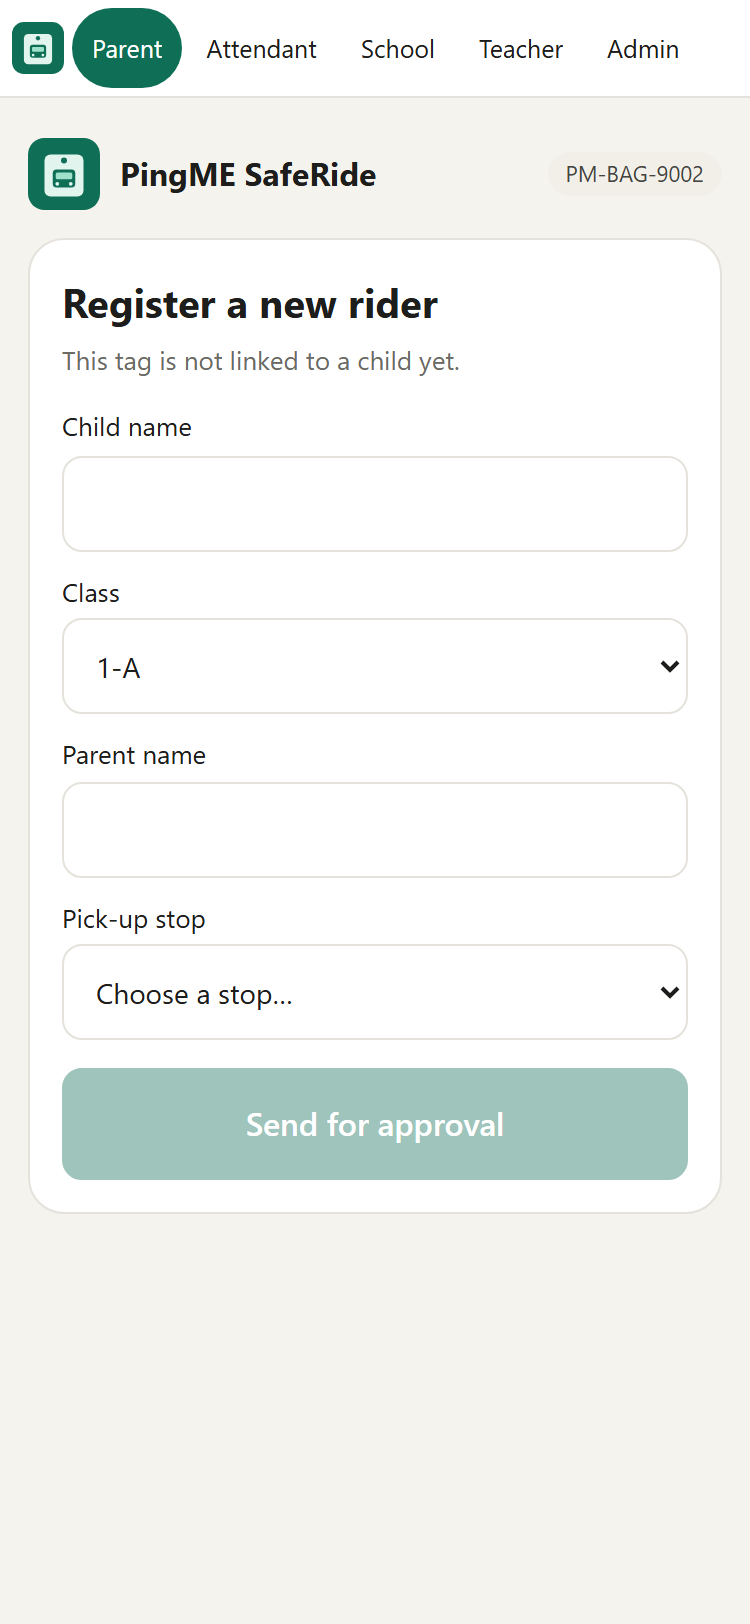 Parent Attendant School Teacher Admin
PingME SafeRide PM-BAG-9002
Register a new rider
This tag is not linked to a child yet.
Child name
Class
1-A
Parent name
Pick-up stop
Choose a stop...
Send for approval